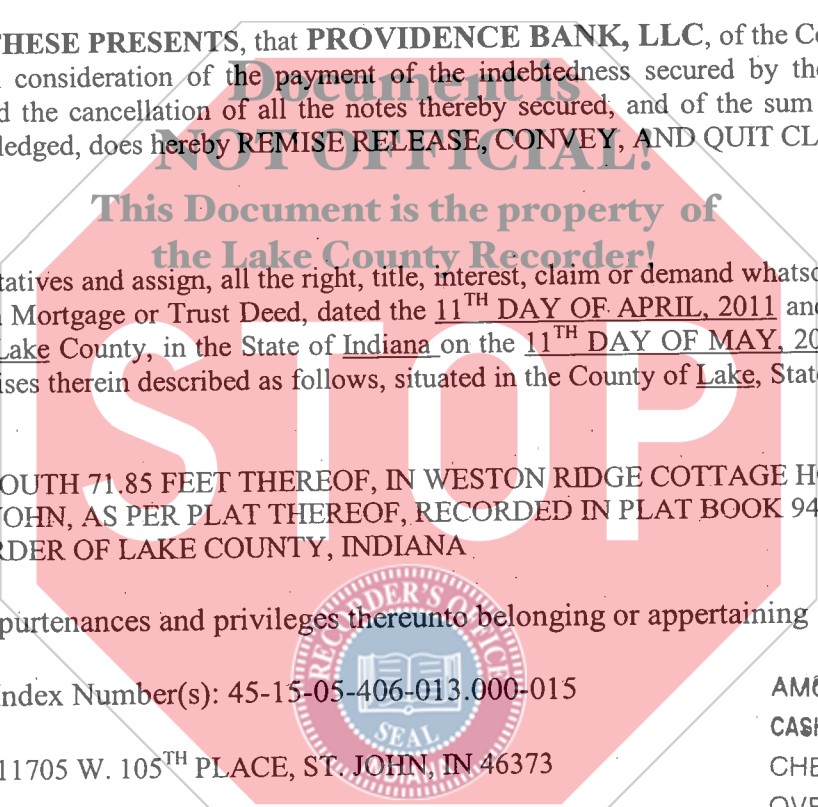 THESE PRESENTS, that PROVIDENCE BANK, LLC, of the Co
consideration of the payment of the indebtedness secured by the
Document is
d the cancellation of all the notes thereby secured, and of the sum
ledged, does hereby REMISE RELEASE, CONVEY, AND QUIT CL
NOT OFFICIAL!
This Document is the property of
the Lake County Recorder!
tatives and assign, all the right, title, interest, claim or demand whatso
Mortgage or Trust Deed, dated the 11TH DAY OF APRIL, 2011 and
Lake County, in the State of Indiana on the 11TH DAY OF MAY, 20
ises therein described as follows, situated in the County of Lake, State
STOP
OUTH 71.85 FEET THEREOF, IN WESTON RIDGE COTTAGE HO
OHN, AS PER PLAT THEREOF, RECORDED IN PLAT BOOK 94
RDER OF LAKE COUNTY, INDIANA
purtenances and privileges thereunto belonging or appertaining
RECORDER'S OFFICE
ndex Number(s): 45-15-05-406-013.000-015
AMO
CASH
SEAL
INDIANA
11705 W. 105TH PLACE, ST. JOHN, IN 46373
CHE
OVE